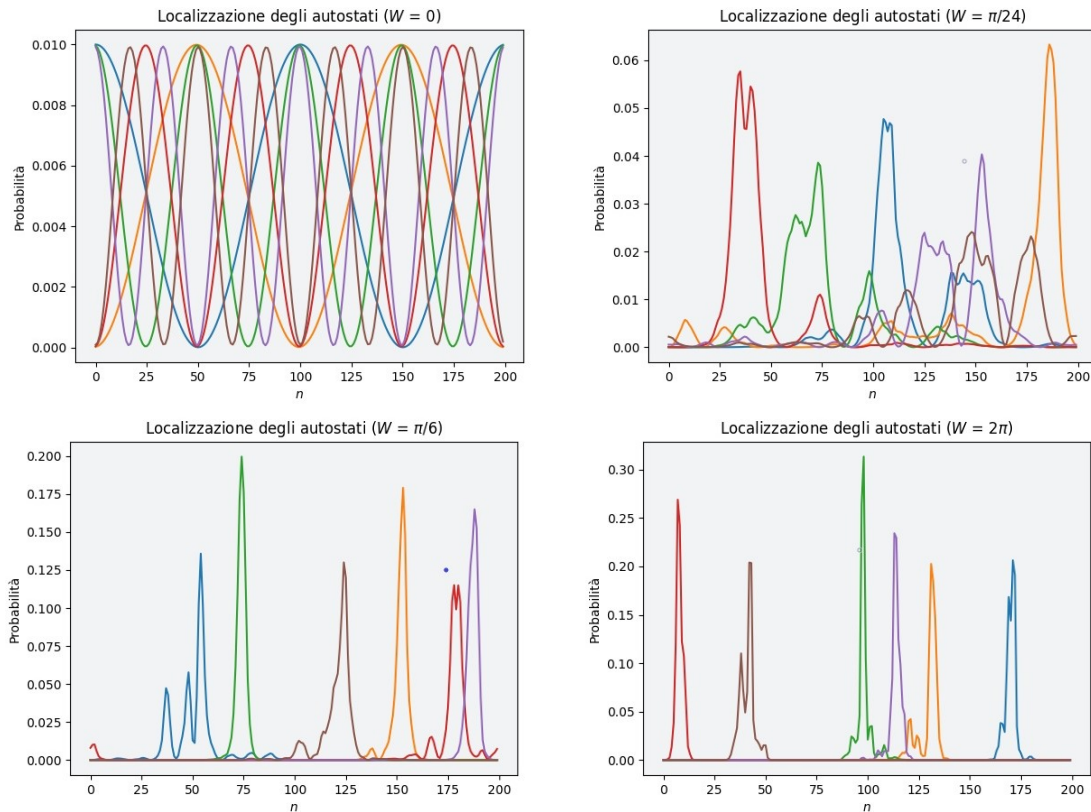 Localizzazione degli autostati (W = 0)
Probabilità
0.010
0.008
0.006
0.004
0.002
0.000
0 25 50 75 100 125 150 175 200
n
Localizzazione degli autostati (W = π/24)
Probabilità
0.06
0.05
0.04
0.03
0.02
0.01
0.00
0 25 50 75 100 125 150 175 200
n
Localizzazione degli autostati (W = π/6)
Probabilità
0.200
0.175
0.150
0.125
0.100
0.075
0.050
0.025
0.000
0 25 50 75 100 125 150 175 200
n
Localizzazione degli autostati (W = 2π)
Probabilità
0.30
0.25
0.20
0.15
0.10
0.05
0.00
0 25 50 75 100 125 150 175 200
n